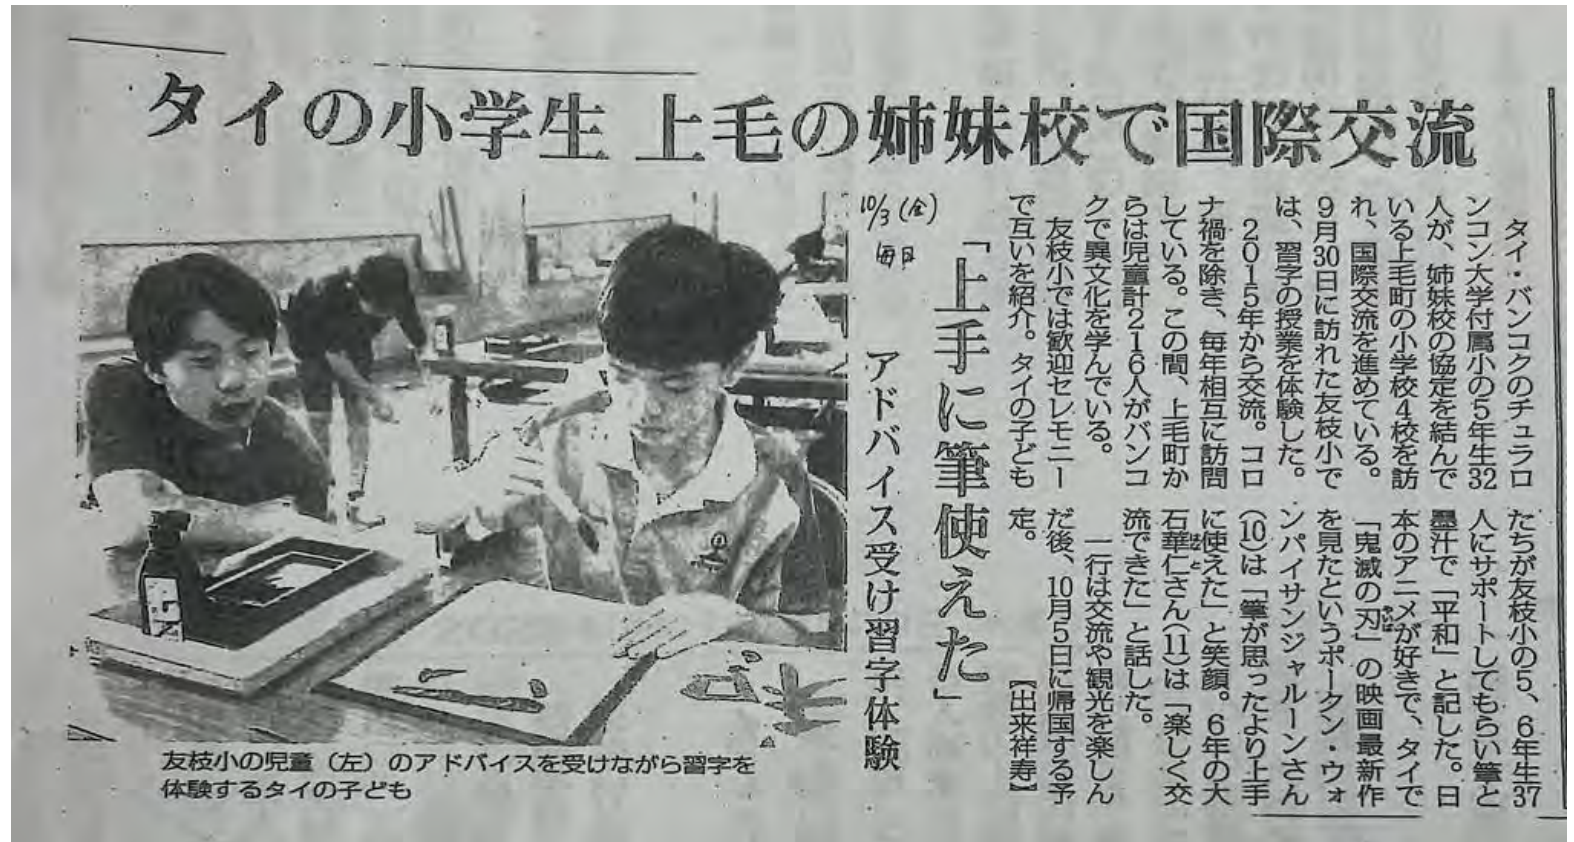 タイの小学生 上毛の姉妹校で国際交流
タイ・バンコクのチュラロ
ンコン大学付属小の5年生32
人が、姉妹校の協定を結んで
いる上毛町の小学校4校を訪
れ、国際交流を進めている。
9月30日に訪れた友枝小で
は、習字の授業を体験した。
2015年から交流。コロ
ナ禍を除き、毎年相互に訪問
している。この間、上毛町か
らは児童計216人がバンコ
クで異文化を学んでいる。
友枝小では歓迎セレモニー
で互いを紹介。タイの子ども
たちが友枝小の5、6年生37
人にサポートしてもらい筆と
墨汁で「平和」と記した。日
本のアニメが好きで、タイで
「鬼滅の刃」の映画最新作
やいば
を見たというポークン・ウォ
ンパイサンジャルーンさん
(10)は「筆が思ったより上手
に使えた」と笑顔。6年の大
石華仁さん(11)は「楽しく交
流できた」と話した。
一行は交流や観光を楽しん
だ後、10月5日に帰国する予
定。
【出来祥寿】
「上手に筆使えた」
アドバイス受け習字体験
10/3(金)
毎日
友枝小の児童(左)のアドバイスを受けながら習字を
体験するタイの子ども